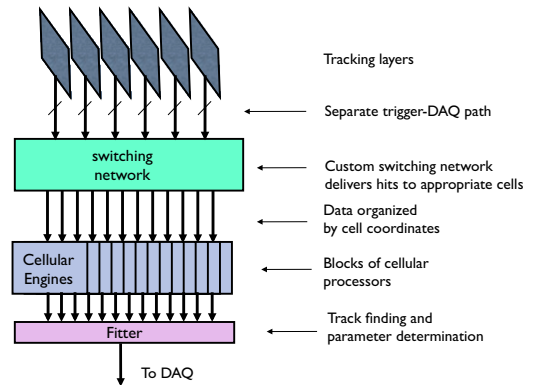 Tracking layers
Separate trigger-DAQ path
switching
network
Custom switching network
delivers hits to appropriate cells
Data organized
by cell coordinates
Cellular
Engines
Blocks of cellular
processors
Fitter
Track finding and
parameter determination
To DAQ